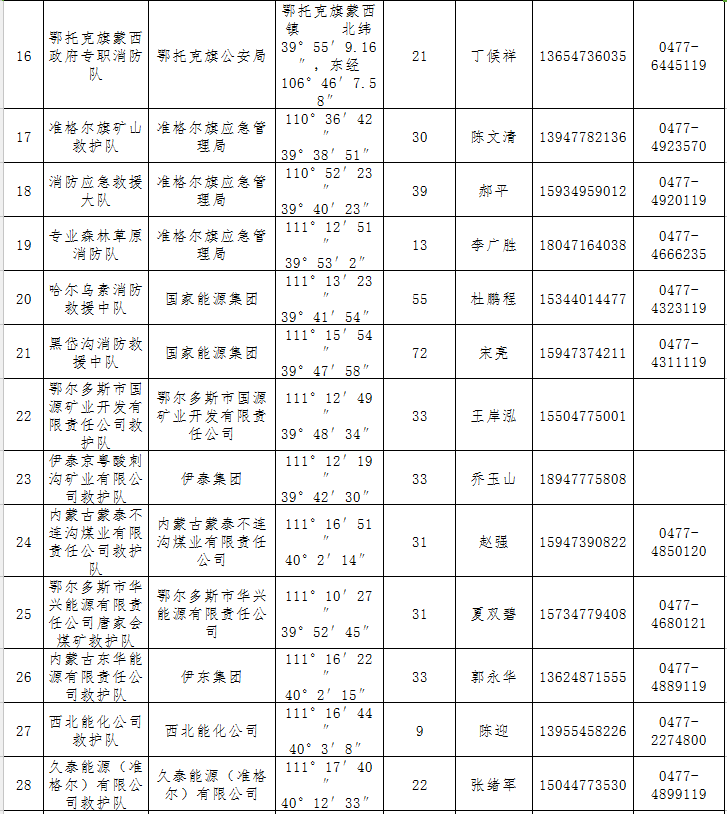 16 鄂托克旗蒙西政府专职消防队 鄂托克旗公安局 鄂托克旗蒙西镇 北纬39°55′9.16″，东经106°46′7.58″ 21 丁候祥 13654736035 0477-6445119
17 准格尔旗矿山救护队 准格尔旗应急管理局 110°36′42″ 39°38′51″ 30 陈文清 13947782136 0477-4923570
18 消防应急救援大队 准格尔旗应急管理局 110°52′23″ 39°40′23″ 39 郝平 15934959012 0477-4920119
19 专业森林草原消防队 准格尔旗应急管理局 111°12′51″ 39°53′2″ 13 李广胜 18047164038 0477-4666235
20 哈尔乌素消防救援中队 国家能源集团 111°13′23″ 39°41′54″ 55 杜鹏程 15344014477 0477-4323119
21 黑岱沟消防救援中队 国家能源集团 111°15′54″ 39°47′58″ 72 宋亮 15947374211 0477-4311119
22 鄂尔多斯市国源矿业开发有限责任公司救护队 鄂尔多斯市国源矿业开发有限责任公司 111°12′49″ 39°48′34″ 33 王岸泓 15504775001
23 伊泰京粤酸刺沟矿业有限公司救护队 伊泰集团 111°12′19″ 39°42′30″ 33 乔玉山 18947775808
24 内蒙古蒙泰不连沟煤业有限责任公司救护队 内蒙古蒙泰不连沟煤业有限责任公司 111°16′51″ 40°2′14″ 31 赵强 15947390822 0477-4850120
25 鄂尔多斯市华兴能源有限责任公司唐家会煤矿救护队 鄂尔多斯市华兴能源有限责任公司 111°10′27″ 39°52′45″ 31 夏双碧 15734779408 0477-4680121
26 内蒙古东华能源有限责任公司救护队 伊东集团 111°16′22″ 40°2′15″ 33 郭永华 13624871555 0477-4889119
27 西北能化公司救护队 西北能化公司 111°16′44″ 40°3′8″ 9 陈迎 13955458226 0477-2274800
28 久泰能源（准格尔）有限公司救护队 久泰能源（准格尔）有限公司 111°17′40″ 40°12′33″ 22 张绪军 15044773530 0477-4899119